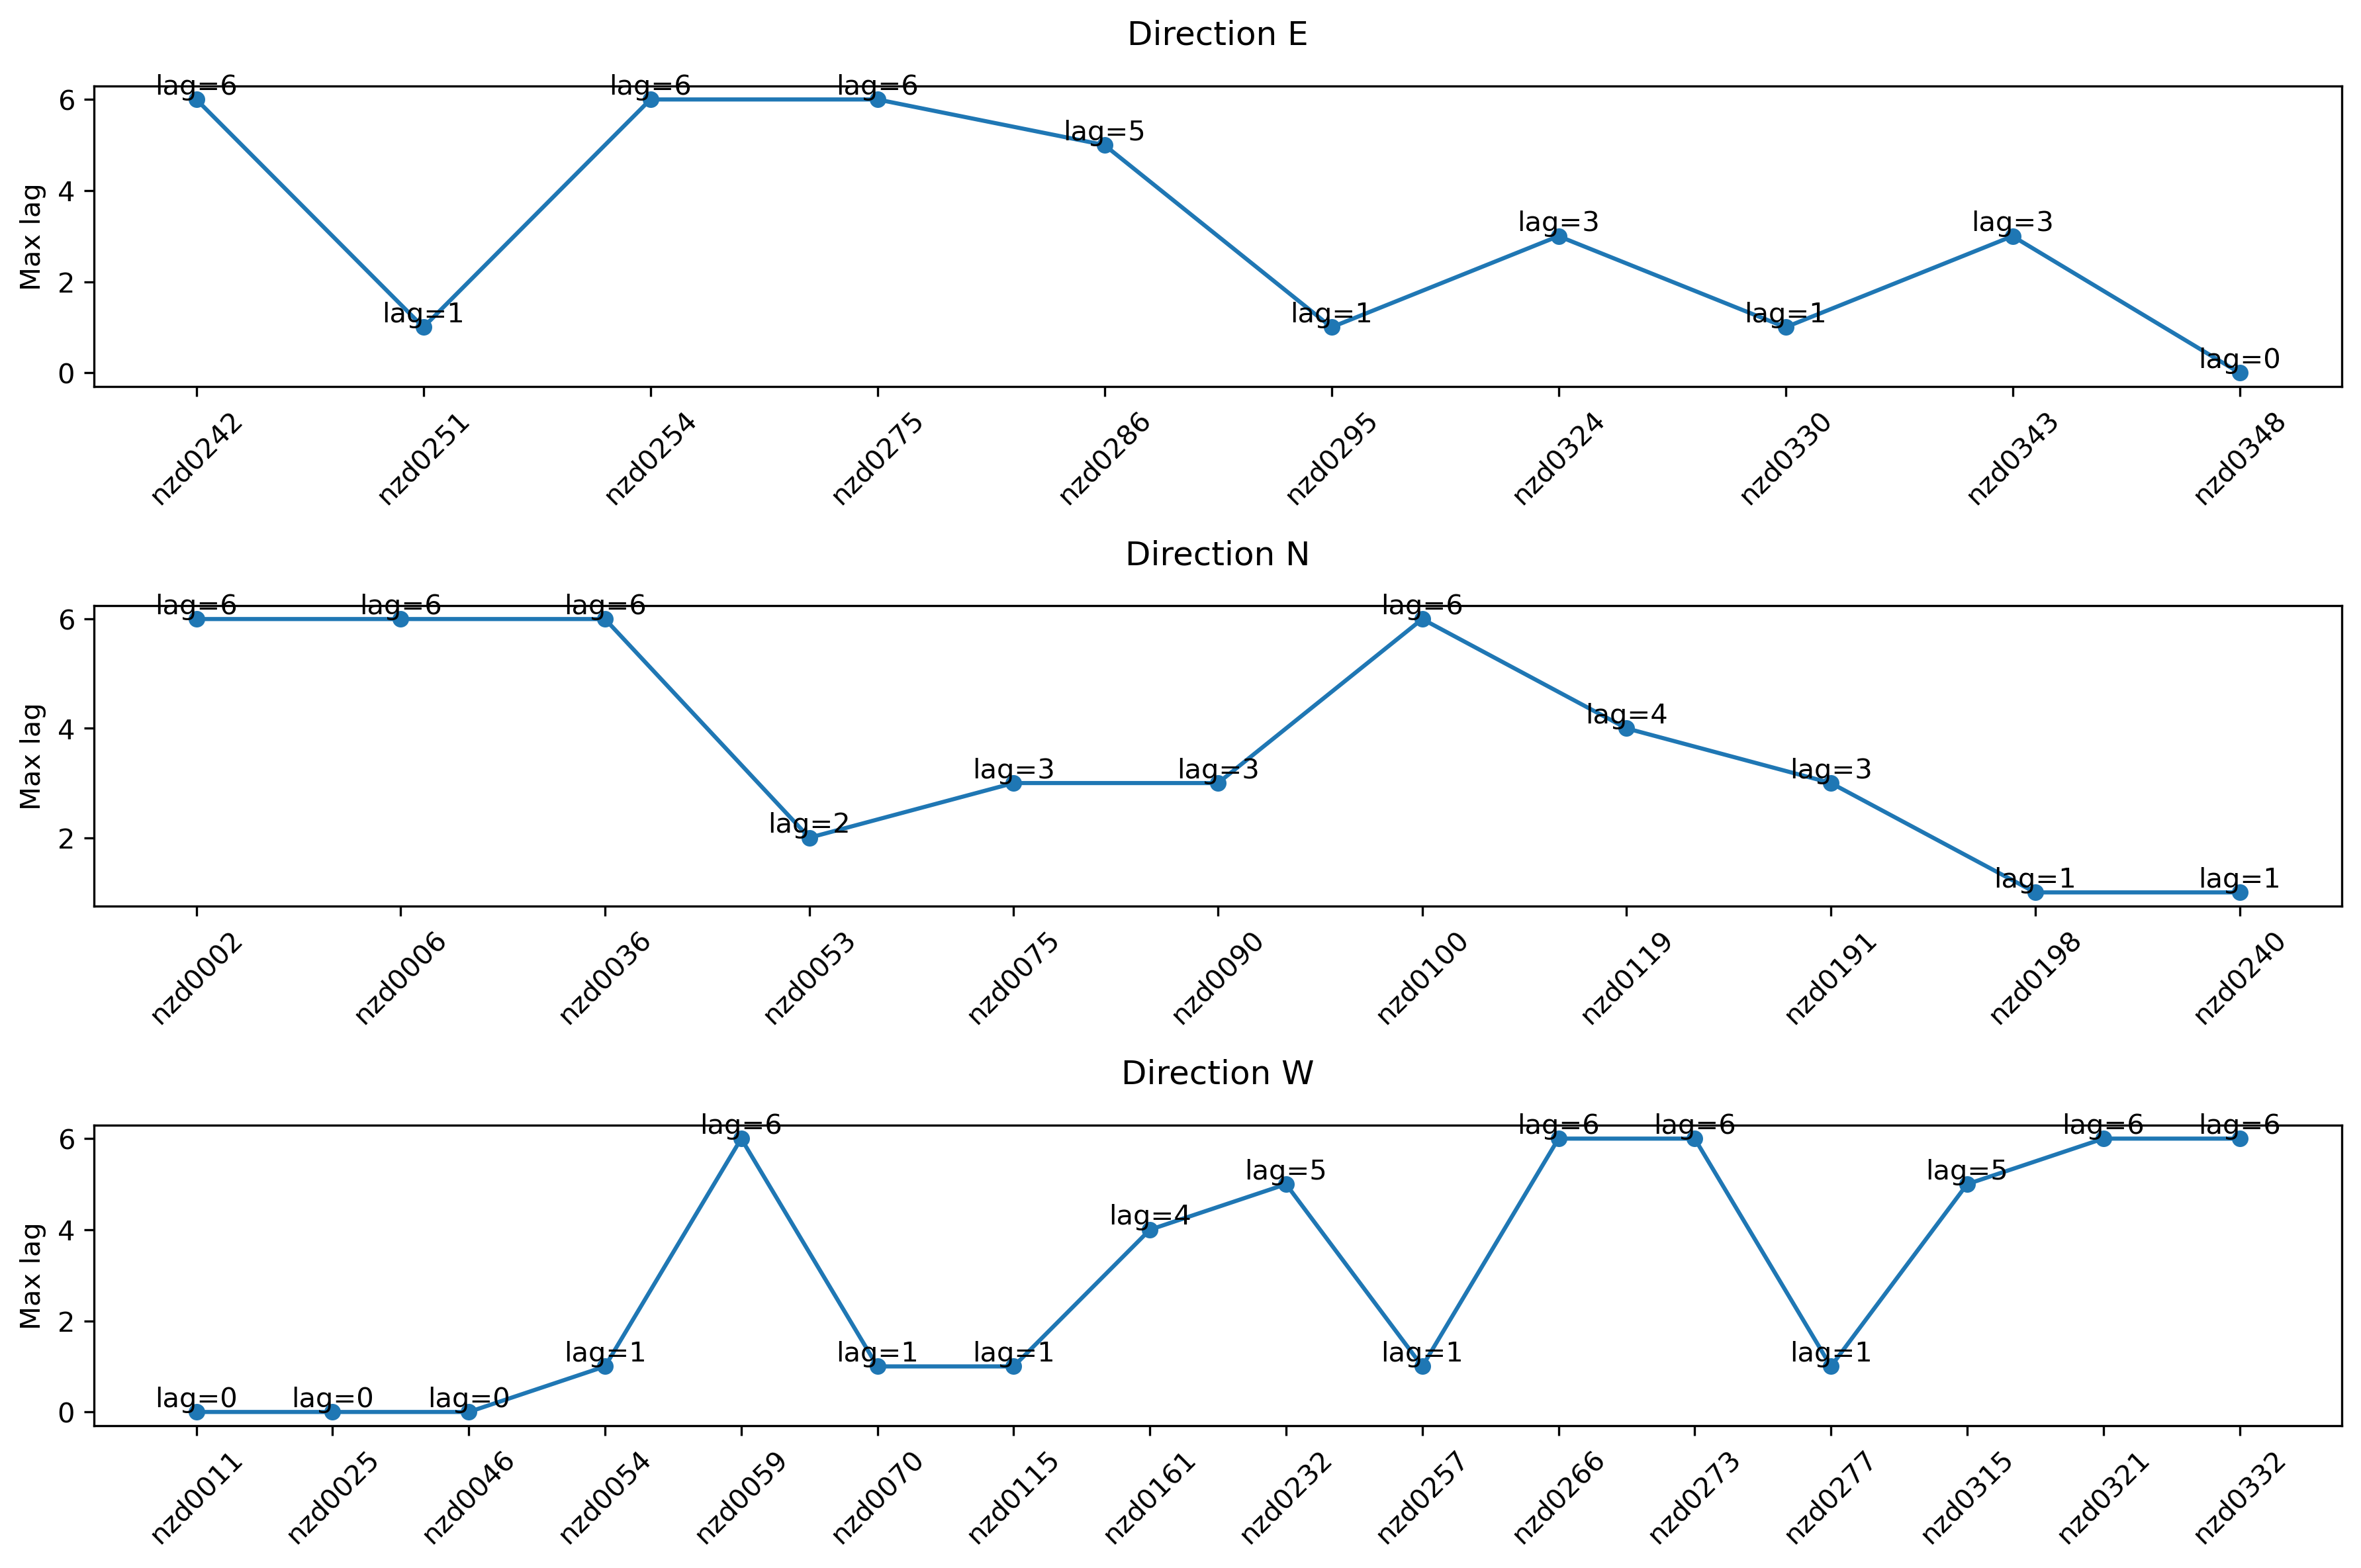 Direction E
Max lag
6
4
2
0
lag=6
lag=1
lag=6
lag=6
lag=5
lag=1
lag=3
lag=1
lag=3
lag=0
nzd0242
nzd0251
nzd0254
nzd0275
nzd0286
nzd0295
nzd0324
nzd0330
nzd0343
nzd0348
Direction N
Max lag
6
4
2
lag=6
lag=6
lag=6
lag=2
lag=3
lag=3
lag=6
lag=4
lag=3
lag=1
lag=1
nzd0002
nzd0006
nzd0036
nzd0053
nzd0075
nzd0090
nzd0100
nzd0119
nzd0191
nzd0198
nzd0240
Direction W
Max lag
6
4
2
0
lag=0
lag=0
lag=0
lag=1
lag=6
lag=1
lag=1
lag=4
lag=5
lag=1
lag=6
lag=6
lag=1
lag=5
lag=6
lag=6
nzd0011
nzd0025
nzd0046
nzd0054
nzd0059
nzd0070
nzd0115
nzd0161
nzd0232
nzd0257
nzd0266
nzd0273
nzd0277
nzd0315
nzd0321
nzd0332